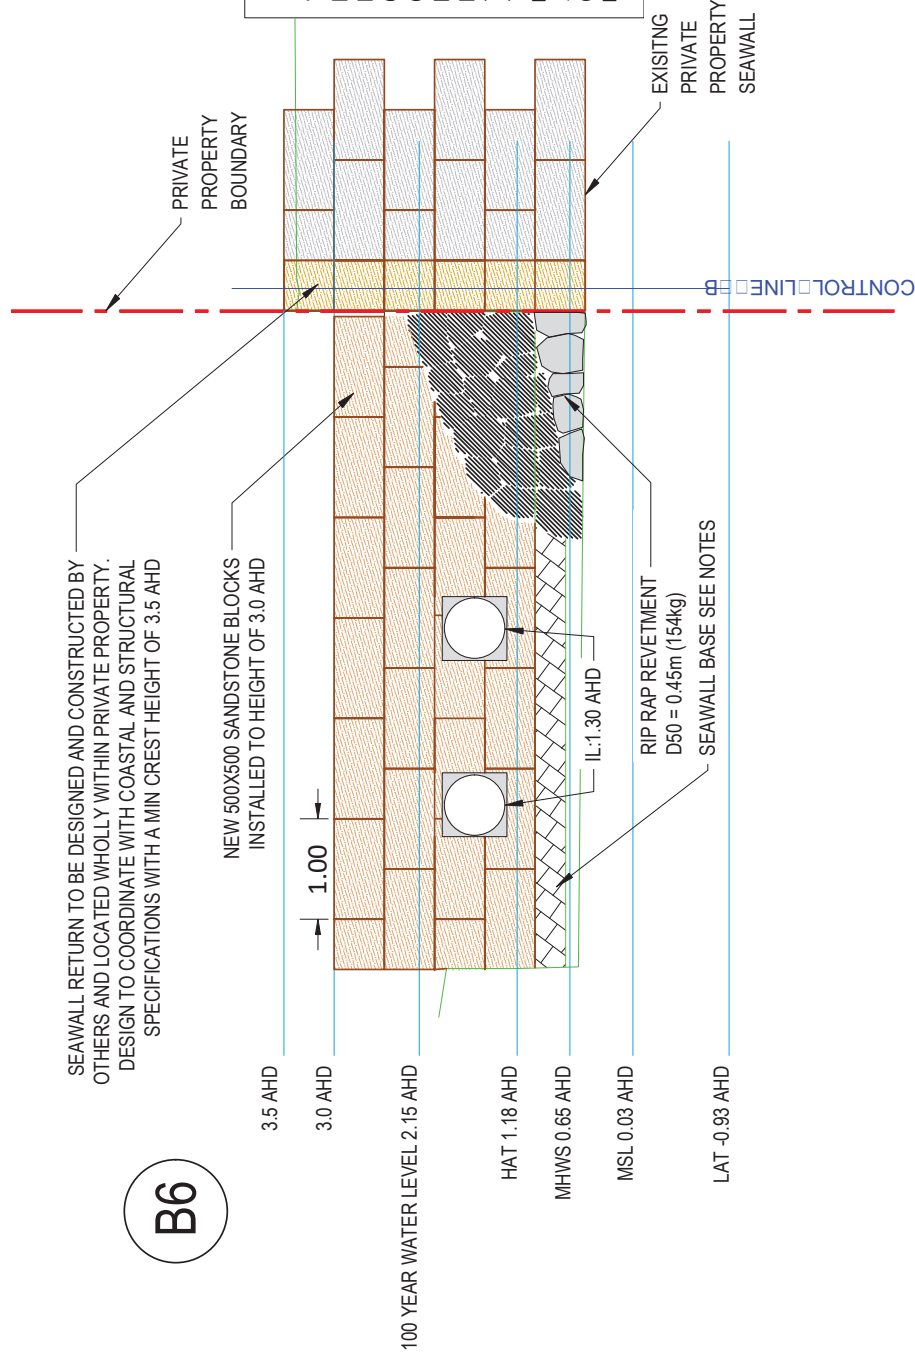 B6
SEAWALL RETURN TO BE DESIGNED AND CONSTRUCTED BY
OTHERS AND LOCATED WHOLLY WITHIN PRIVATE PROPERTY.
DESIGN TO COORDINATE WITH COASTAL AND STRUCTURAL
SPECIFICATIONS WITH A MIN CREST HEIGHT OF 3.5 AHD
PRIVATE
PROPERTY
BOUNDARY
NEW 500X500 SANDSTONE BLOCKS
INSTALLED TO HEIGHT OF 3.0 AHD
1.00
3.5 AHD
3.0 AHD
100 YEAR WATER LEVEL 2.15 AHD
HAT 1.18 AHD
MHWS 0.65 AHD
MSL 0.03 AHD
LAT -0.93 AHD
IL:1.30 AHD
RIP RAP REVETMENT
D50 = 0.45m (154kg)
SEAWALL BASE SEE NOTES
EXISITNG
PRIVATE
PROPERTY
SEAWALL
CONTROL□LINE□□□B